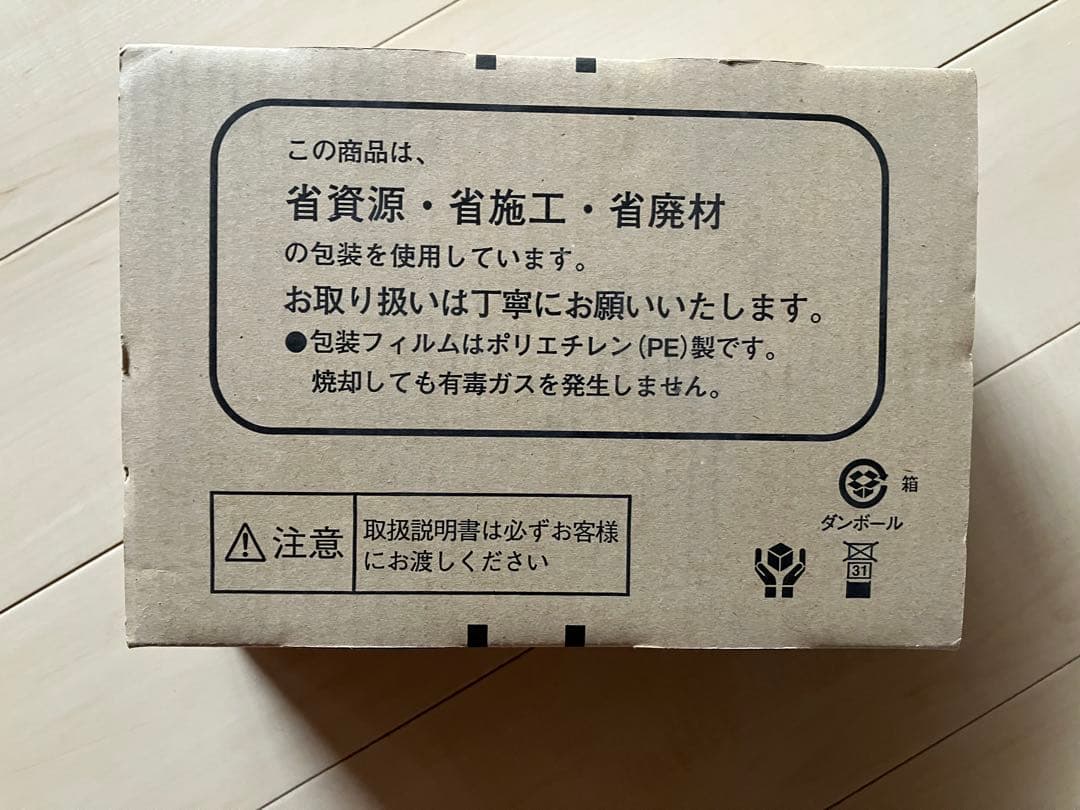 この商品は、
省資源・省施工・省廃材
の包装を使用しています。
お取り扱いは丁寧にお願いいたします。
●包装フィルムはポリエチレン(PE)製です。
焼却しても有毒ガスを発生しません。
箱
ダンボール
注意
取扱説明書は必ずお客様
にお渡しください
31